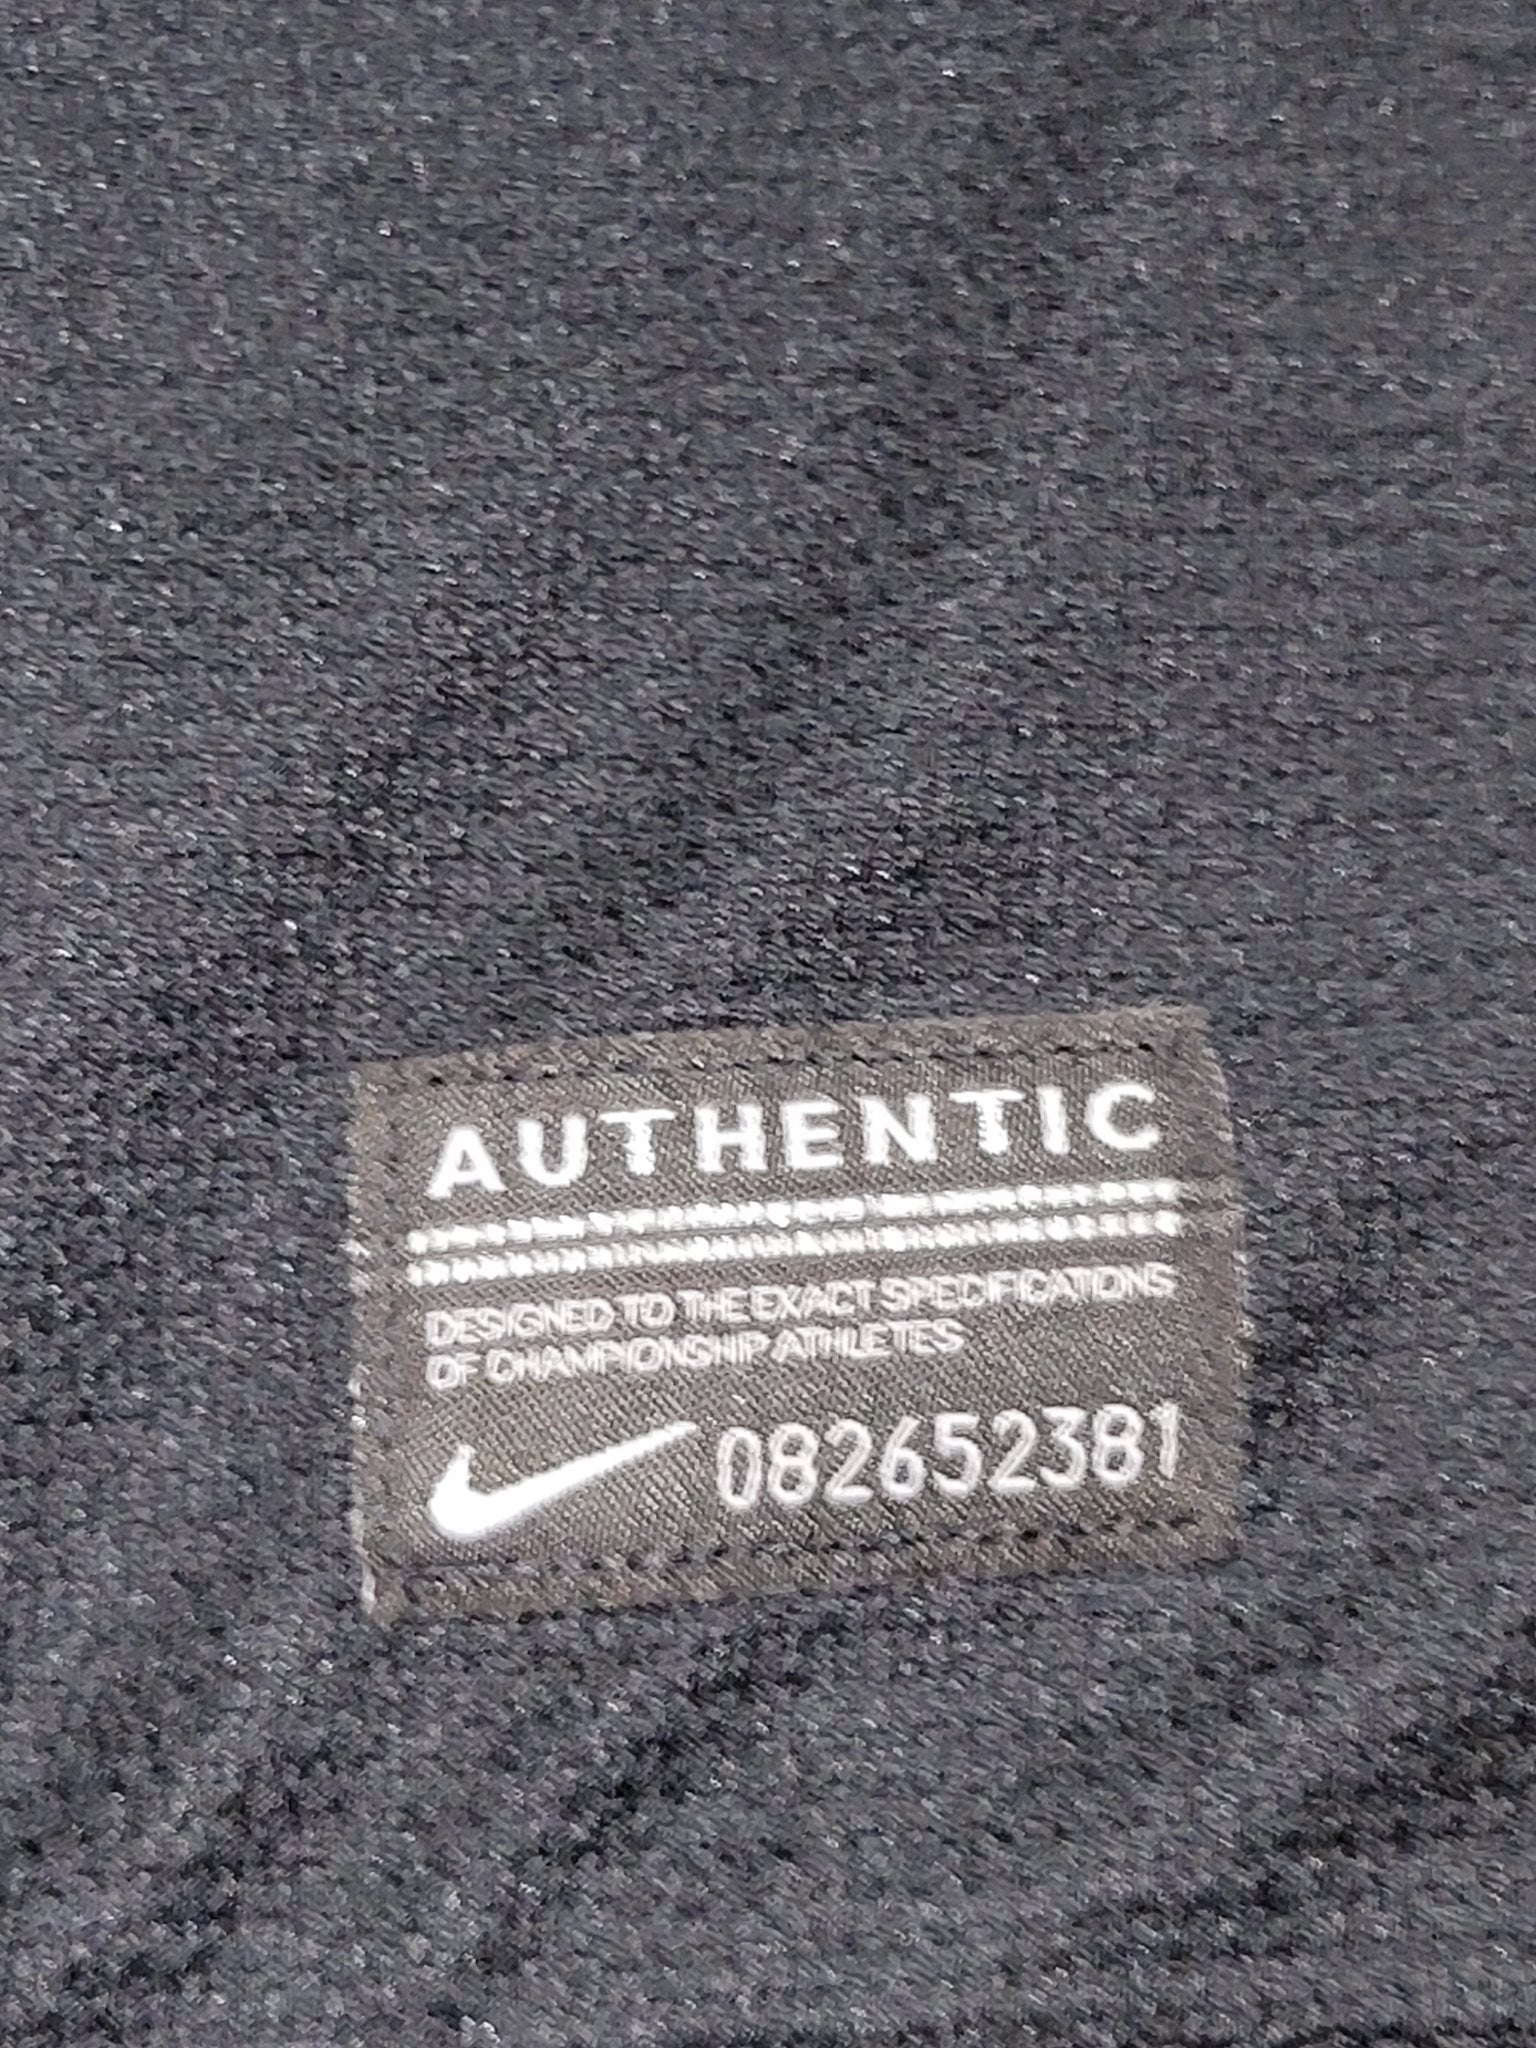 AUTHENTIC
DESIGNED TO THE EXACT SPECIFICATIONS
OF CHAMPIONSHIP ATHLETES
082652381